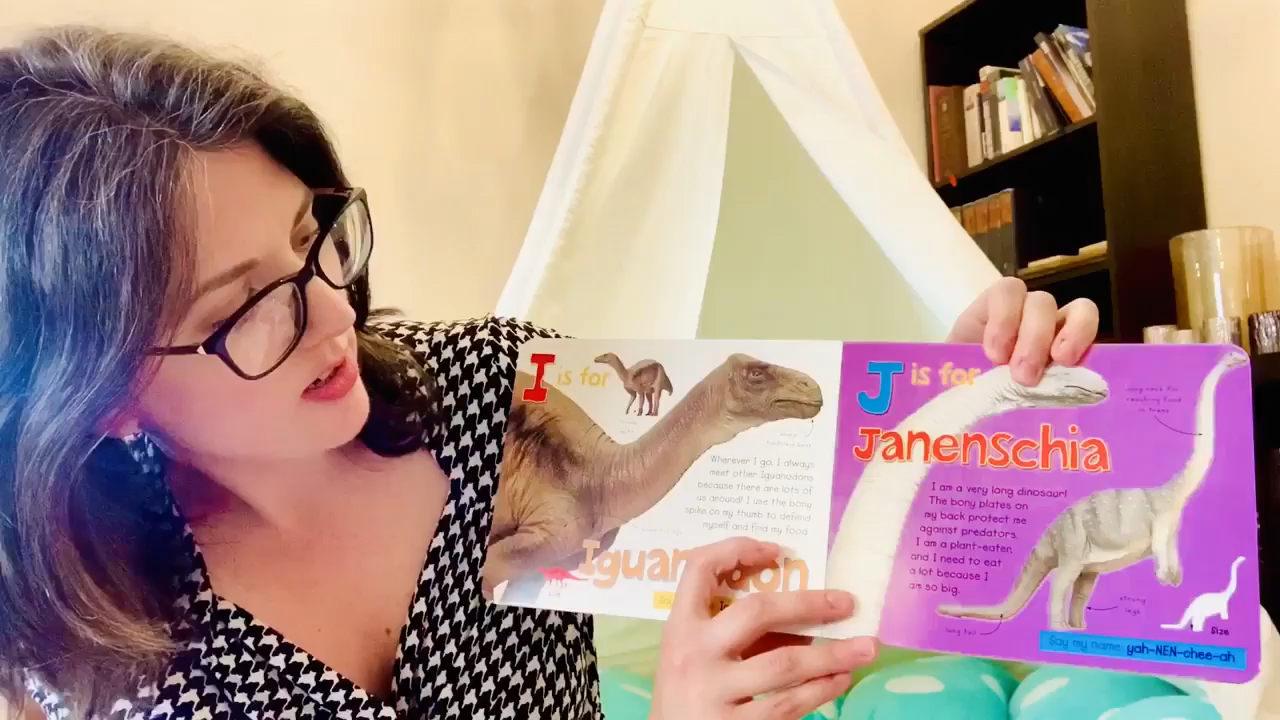 I is for
Wherever I go, I always
meet other Iguanodons
because there are lots of
us around! I use the bony
spike on my thumb to defend
myself and find my food
Iguanodon
J is for
Janenschia
long neck for
reaching food
in trees
I am a very long dinosaur!
The bony plates on
my back protect me
against predators.
I am a plant-eater,
and I need to eat
a lot because I
am so big.
long tail
strong
legs
Size
Say my name: yah-NEN-chee-ah